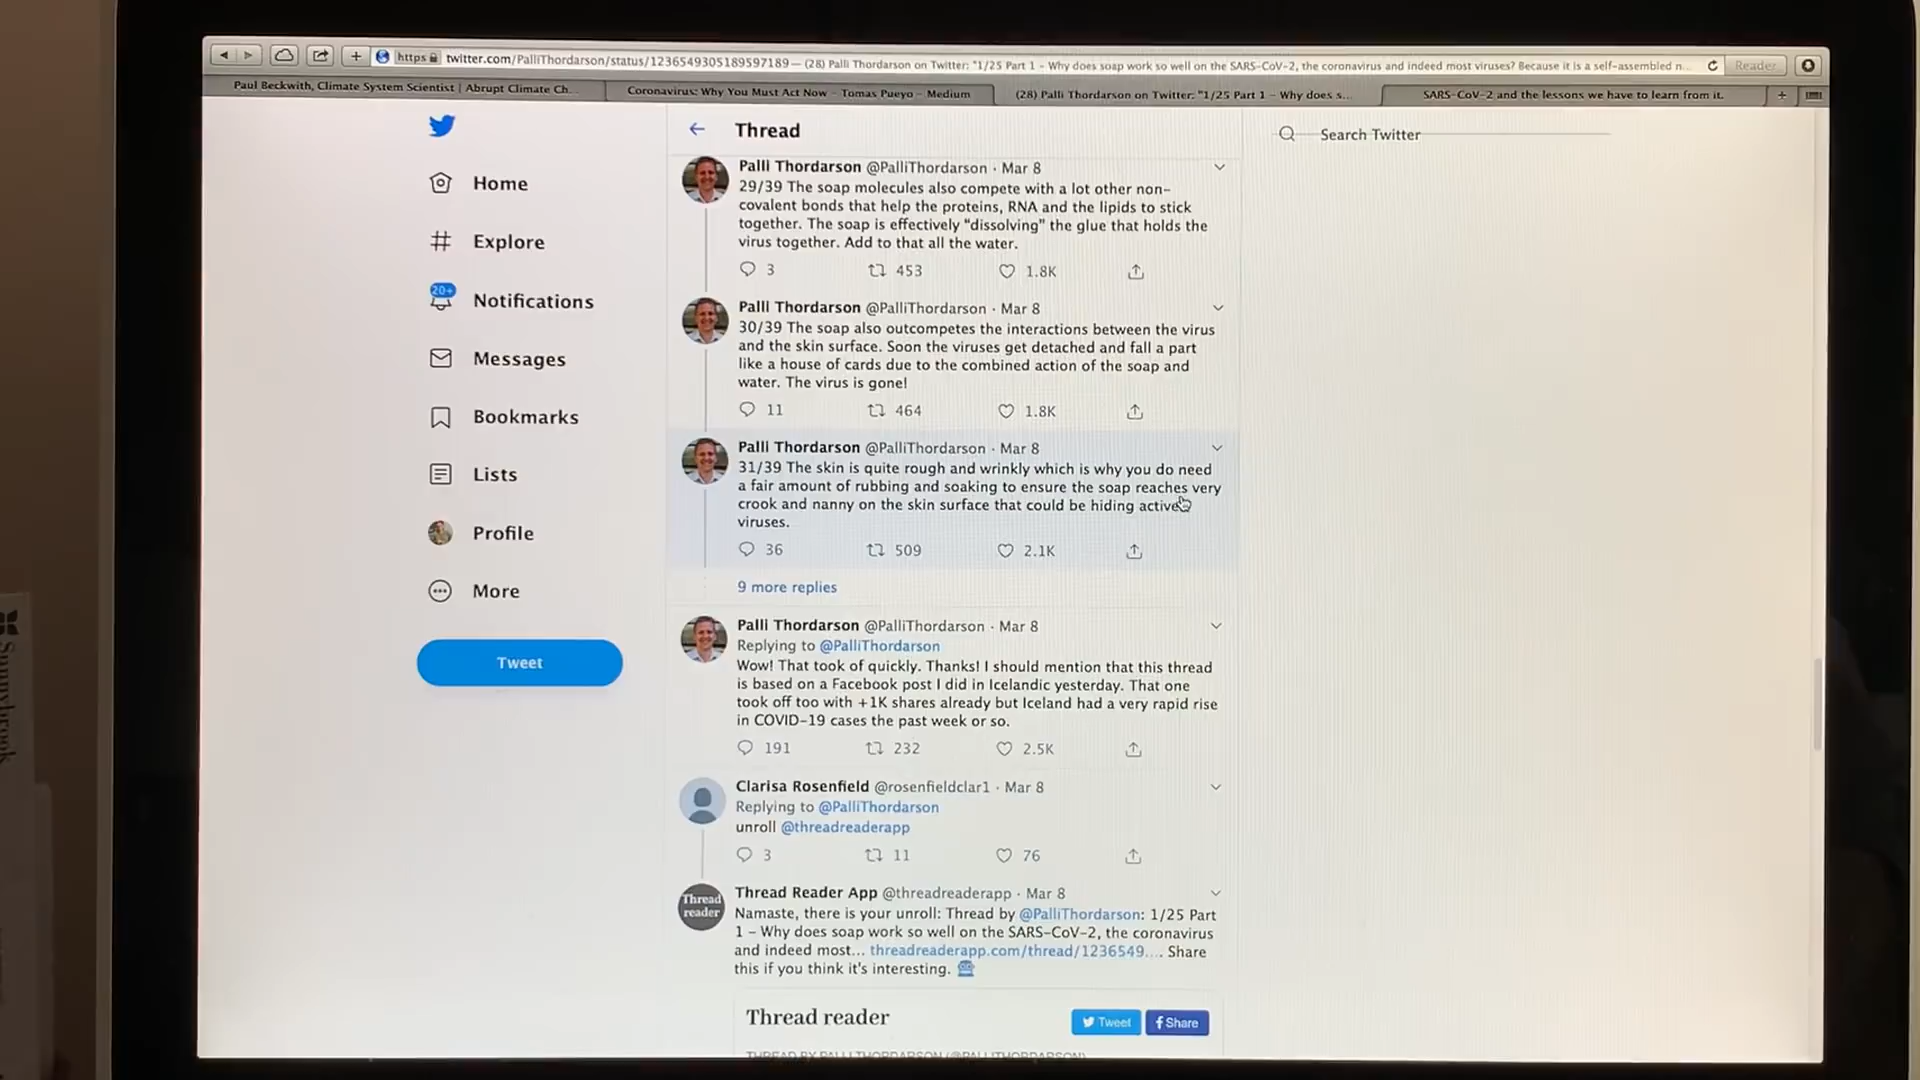 https twitter.com/PalliThordarson/status/1236549305189597189 — (28) Palli Thordarson on Twitter: "1/25 Part 1 – Why does soap work so well on the SARS-CoV-2, the coronavirus and indeed most viruses? Because it is a self-assembled n... Reader
Paul Beckwith, Climate System Scientist | Abrupt Climate Ch...
Coronavirus: Why You Must Act Now – Tomas Pueyo – Medium
(28) Palli Thordarson on Twitter: "1/25 Part 1 – Why does s...
SARS-CoV-2 and the lessons we have to learn from it.
Home
Explore
20+
Notifications
Messages
Bookmarks
Lists
Profile
More
Tweet
Thread
Search Twitter
Palli Thordarson @PalliThordarson · Mar 8
29/39 The soap molecules also compete with a lot other non-
covalent bonds that help the proteins, RNA and the lipids to stick
together. The soap is effectively "dissolving" the glue that holds the
virus together. Add to that all the water.
3 453 1.8K
Palli Thordarson @PalliThordarson · Mar 8
30/39 The soap also outcompetes the interactions between the virus
and the skin surface. Soon the viruses get detached and fall a part
like a house of cards due to the combined action of the soap and
water. The virus is gone!
11 464 1.8K
Palli Thordarson @PalliThordarson · Mar 8
31/39 The skin is quite rough and wrinkly which is why you do need
a fair amount of rubbing and soaking to ensure the soap reaches very
crook and nanny on the skin surface that could be hiding active
viruses.
36 509 2.1K
9 more replies
Palli Thordarson @PalliThordarson · Mar 8
Replying to @PalliThordarson
Wow! That took of quickly. Thanks! I should mention that this thread
is based on a Facebook post I did in Icelandic yesterday. That one
took off too with +1K shares already but Iceland had a very rapid rise
in COVID-19 cases the past week or so.
191 232 2.5K
Clarisa Rosenfield @rosenfieldclar1 · Mar 8
Replying to @PalliThordarson
unroll @threadreaderapp
3 11 76
Thread
reader
Thread Reader App @threadreaderapp · Mar 8
Namaste, there is your unroll: Thread by @PalliThordarson: 1/25 Part
1 – Why does soap work so well on the SARS-CoV-2, the coronavirus
and indeed most... threadreaderapp.com/thread/1236549.... Share
this if you think it's interesting.
Thread reader
Tweet
Share
THREAD BY PALLI THORDARSON (@PALLITHORDARSON)
Sunnybrook